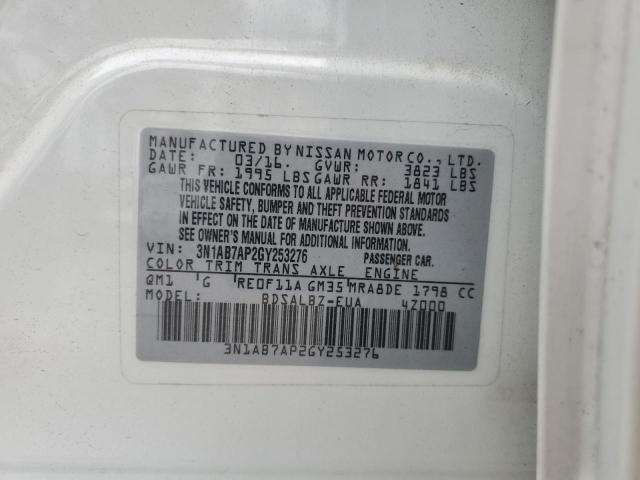 MANUFACTURED BY NISSAN MOTOR CO., LTD.
DATE: 03/16. GVWR: 3823 LBS
GAWR FR: 1995 LBS GAWR RR: 1841 LBS
THIS VEHICLE CONFORMS TO ALL APPLICABLE FEDERAL MOTOR
VEHICLE SAFETY, BUMPER AND THEFT PREVENTION STANDARDS
IN EFFECT ON THE DATE OF MANUFACTURE SHOWN ABOVE.
SEE OWNER'S MANUAL FOR ADDITIONAL INFORMATION.
VIN: 3N1AB7AP2GY253276 PASSENGER CAR.
COLOR TRIM TRANS AXLE ENGINE
QM1 G RE0F11A GM35 MRA8DE 1798 CC
MODEL: BDSALBZ-EUA 4Z000
3N1AB7AP2GY253276